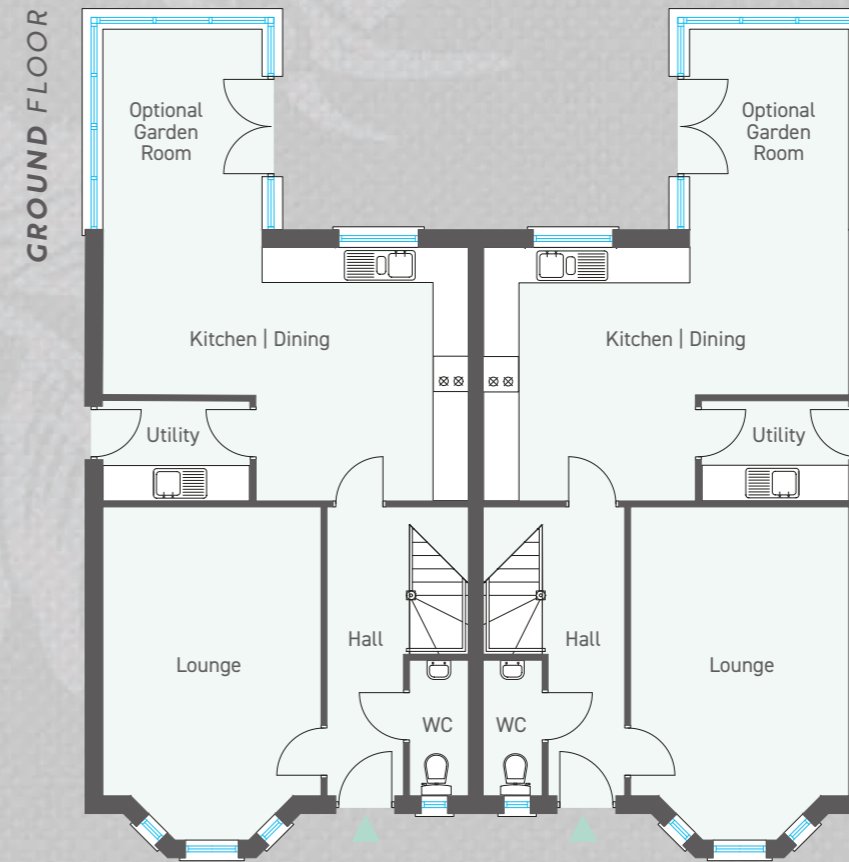 GROUND FLOOR
Optional
Garden
Room
Optional
Garden
Room
Kitchen | Dining
Kitchen | Dining
Utility
Utility
Hall
Hall
Lounge
Lounge
WC
WC